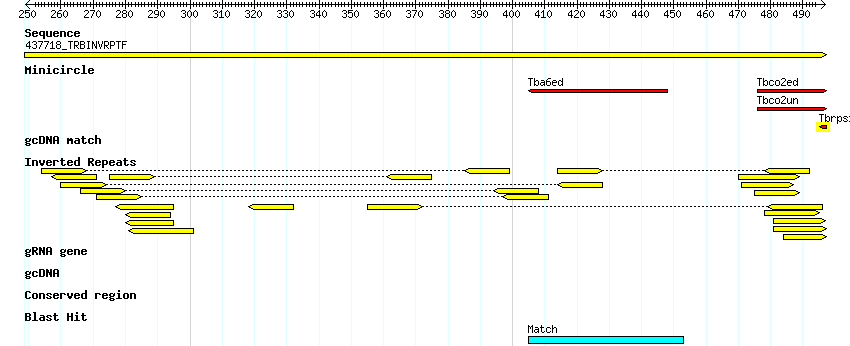 250 260 270 280 290 300 310 320 330 340 350 360 370 380 390 400 410 420 430 440 450 460 470 480 490
Sequence
437718_TRBINVRPTF
Minicircle
Tba6ed Tbco2ed
Tbco2un
Tbrps
gcDNA match
Inverted Repeats
gRNA gene
gcDNA
Conserved region
Blast Hit
Match